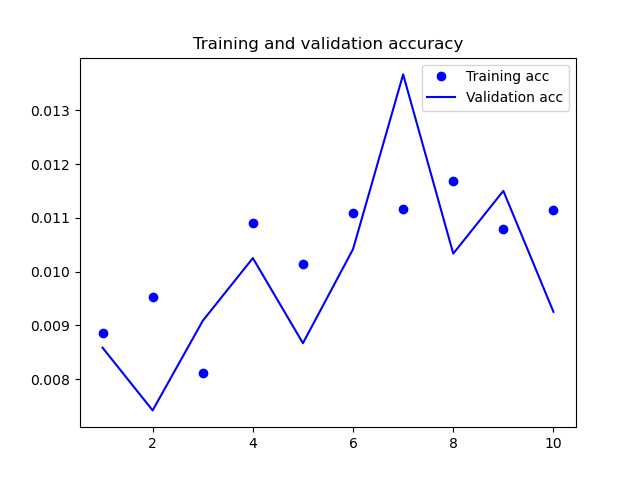 Training and validation accuracy
Training acc
Validation acc
0.013
0.012
0.011
0.010
0.009
0.008
2 4 6 8 10